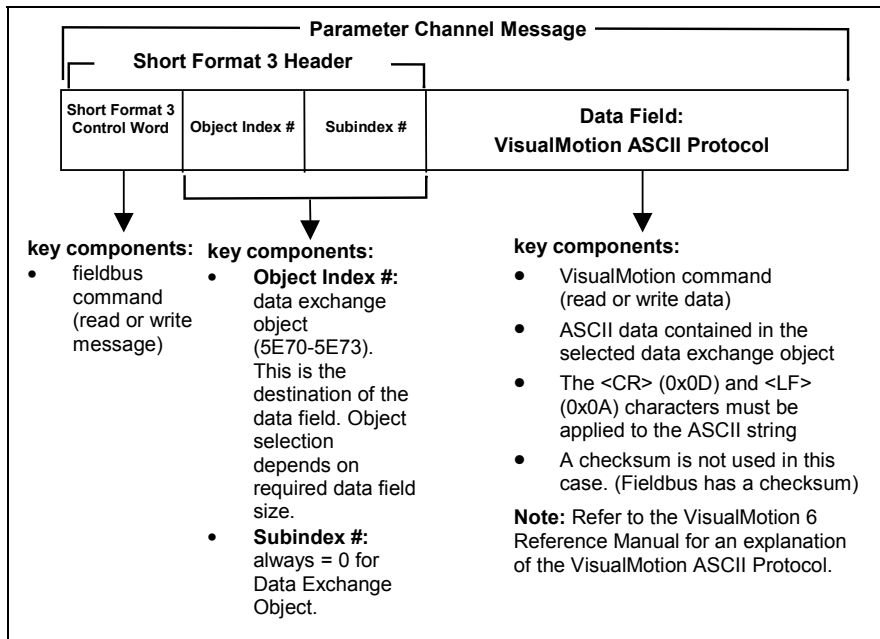 Parameter Channel Message
Short Format 3 Header
Short Format 3
Control Word
Object Index #
Subindex #
Data Field:
VisualMotion ASCII Protocol
key components:
• fieldbus
command
(read or write
message)
key components:
• Object Index #:
data exchange
object
(5E70-5E73).
This is the
destination of the
data field. Object
selection
depends on
required data field
size.
• Subindex #:
always = 0 for
Data Exchange
Object.
key components:
• VisualMotion command
(read or write data)
• ASCII data contained in the
selected data exchange object
• The <CR> (0x0D) and <LF>
(0x0A) characters must be
applied to the ASCII string
• A checksum is not used in this
case. (Fieldbus has a checksum)
Note: Refer to the VisualMotion 6
Reference Manual for an explanation
of the VisualMotion ASCII Protocol.